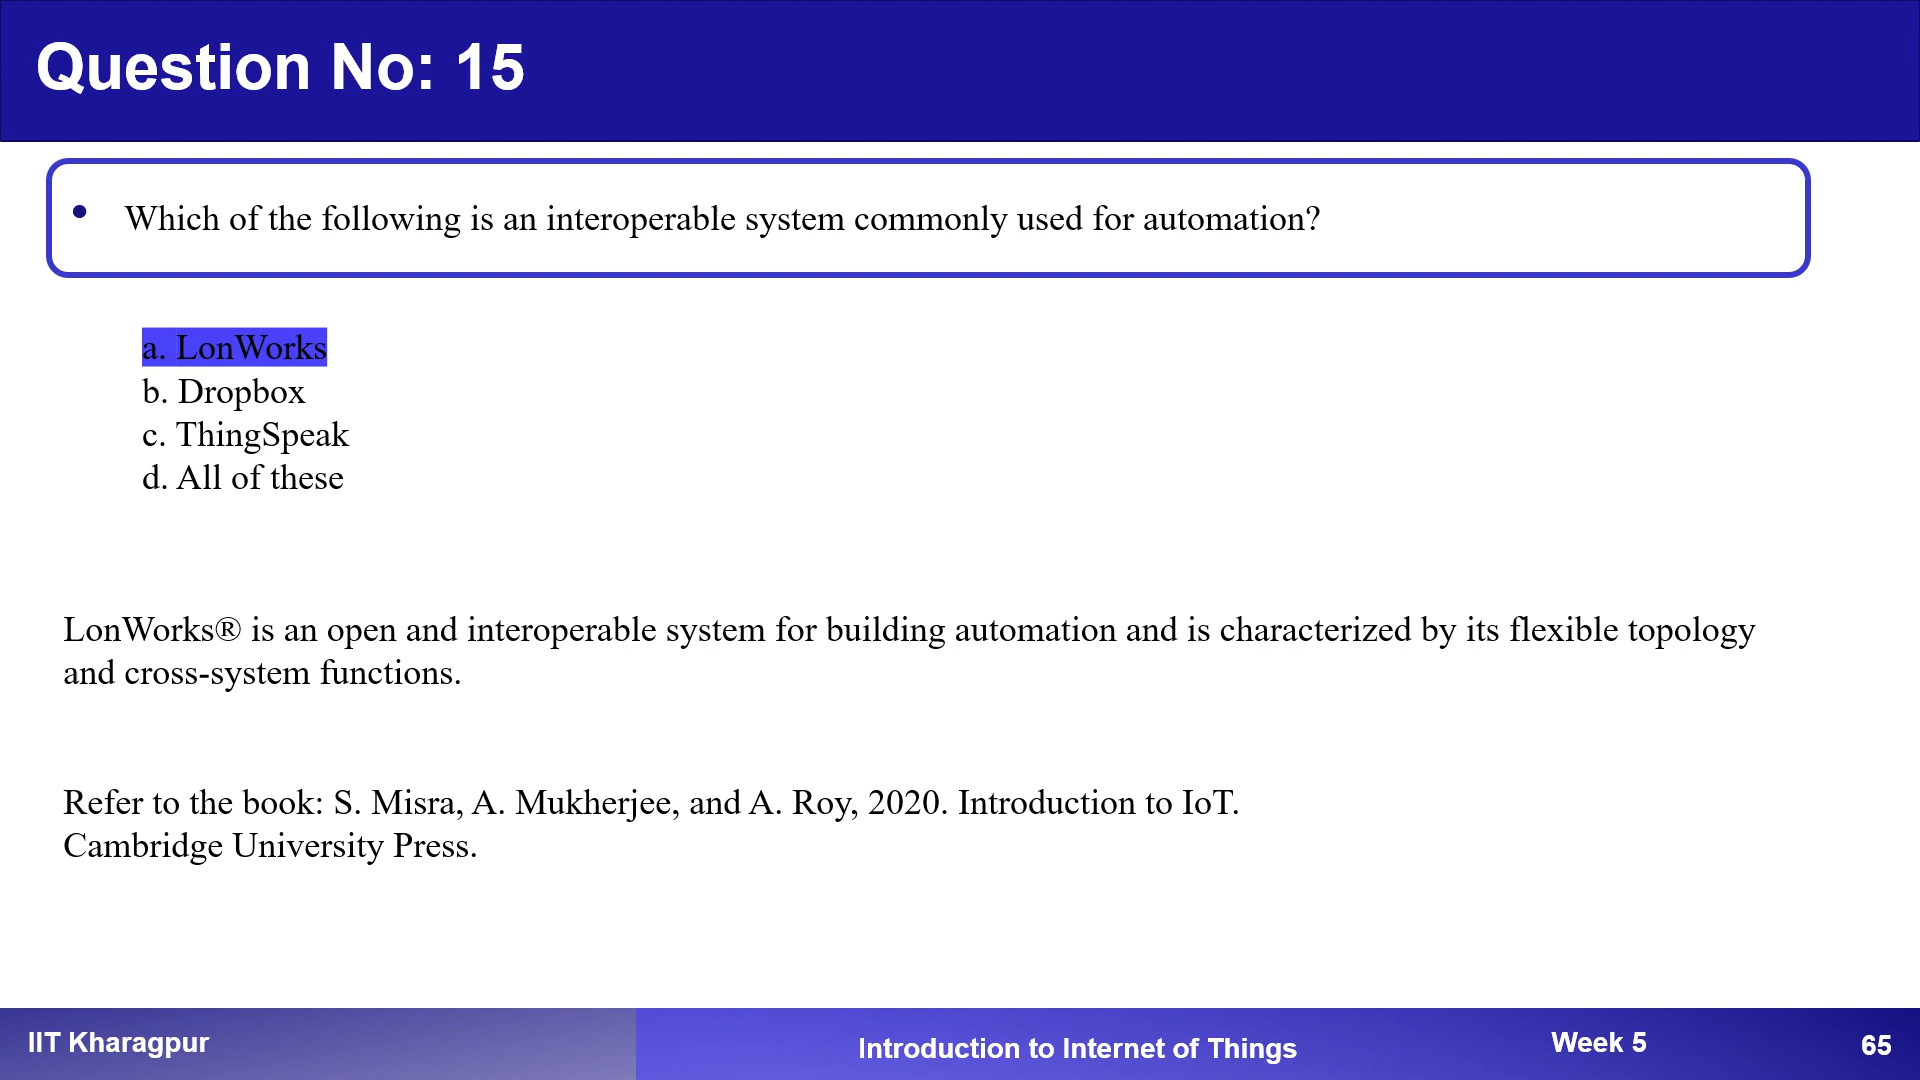 Question No: 15
• Which of the following is an interoperable system commonly used for automation?
a. LonWorks
b. Dropbox
c. ThingSpeak
d. All of these
LonWorks® is an open and interoperable system for building automation and is characterized by its flexible topology
and cross-system functions.
Refer to the book: S. Misra, A. Mukherjee, and A. Roy, 2020. Introduction to IoT.
Cambridge University Press.
IIT Kharagpur
Introduction to Internet of Things
Week 5
65